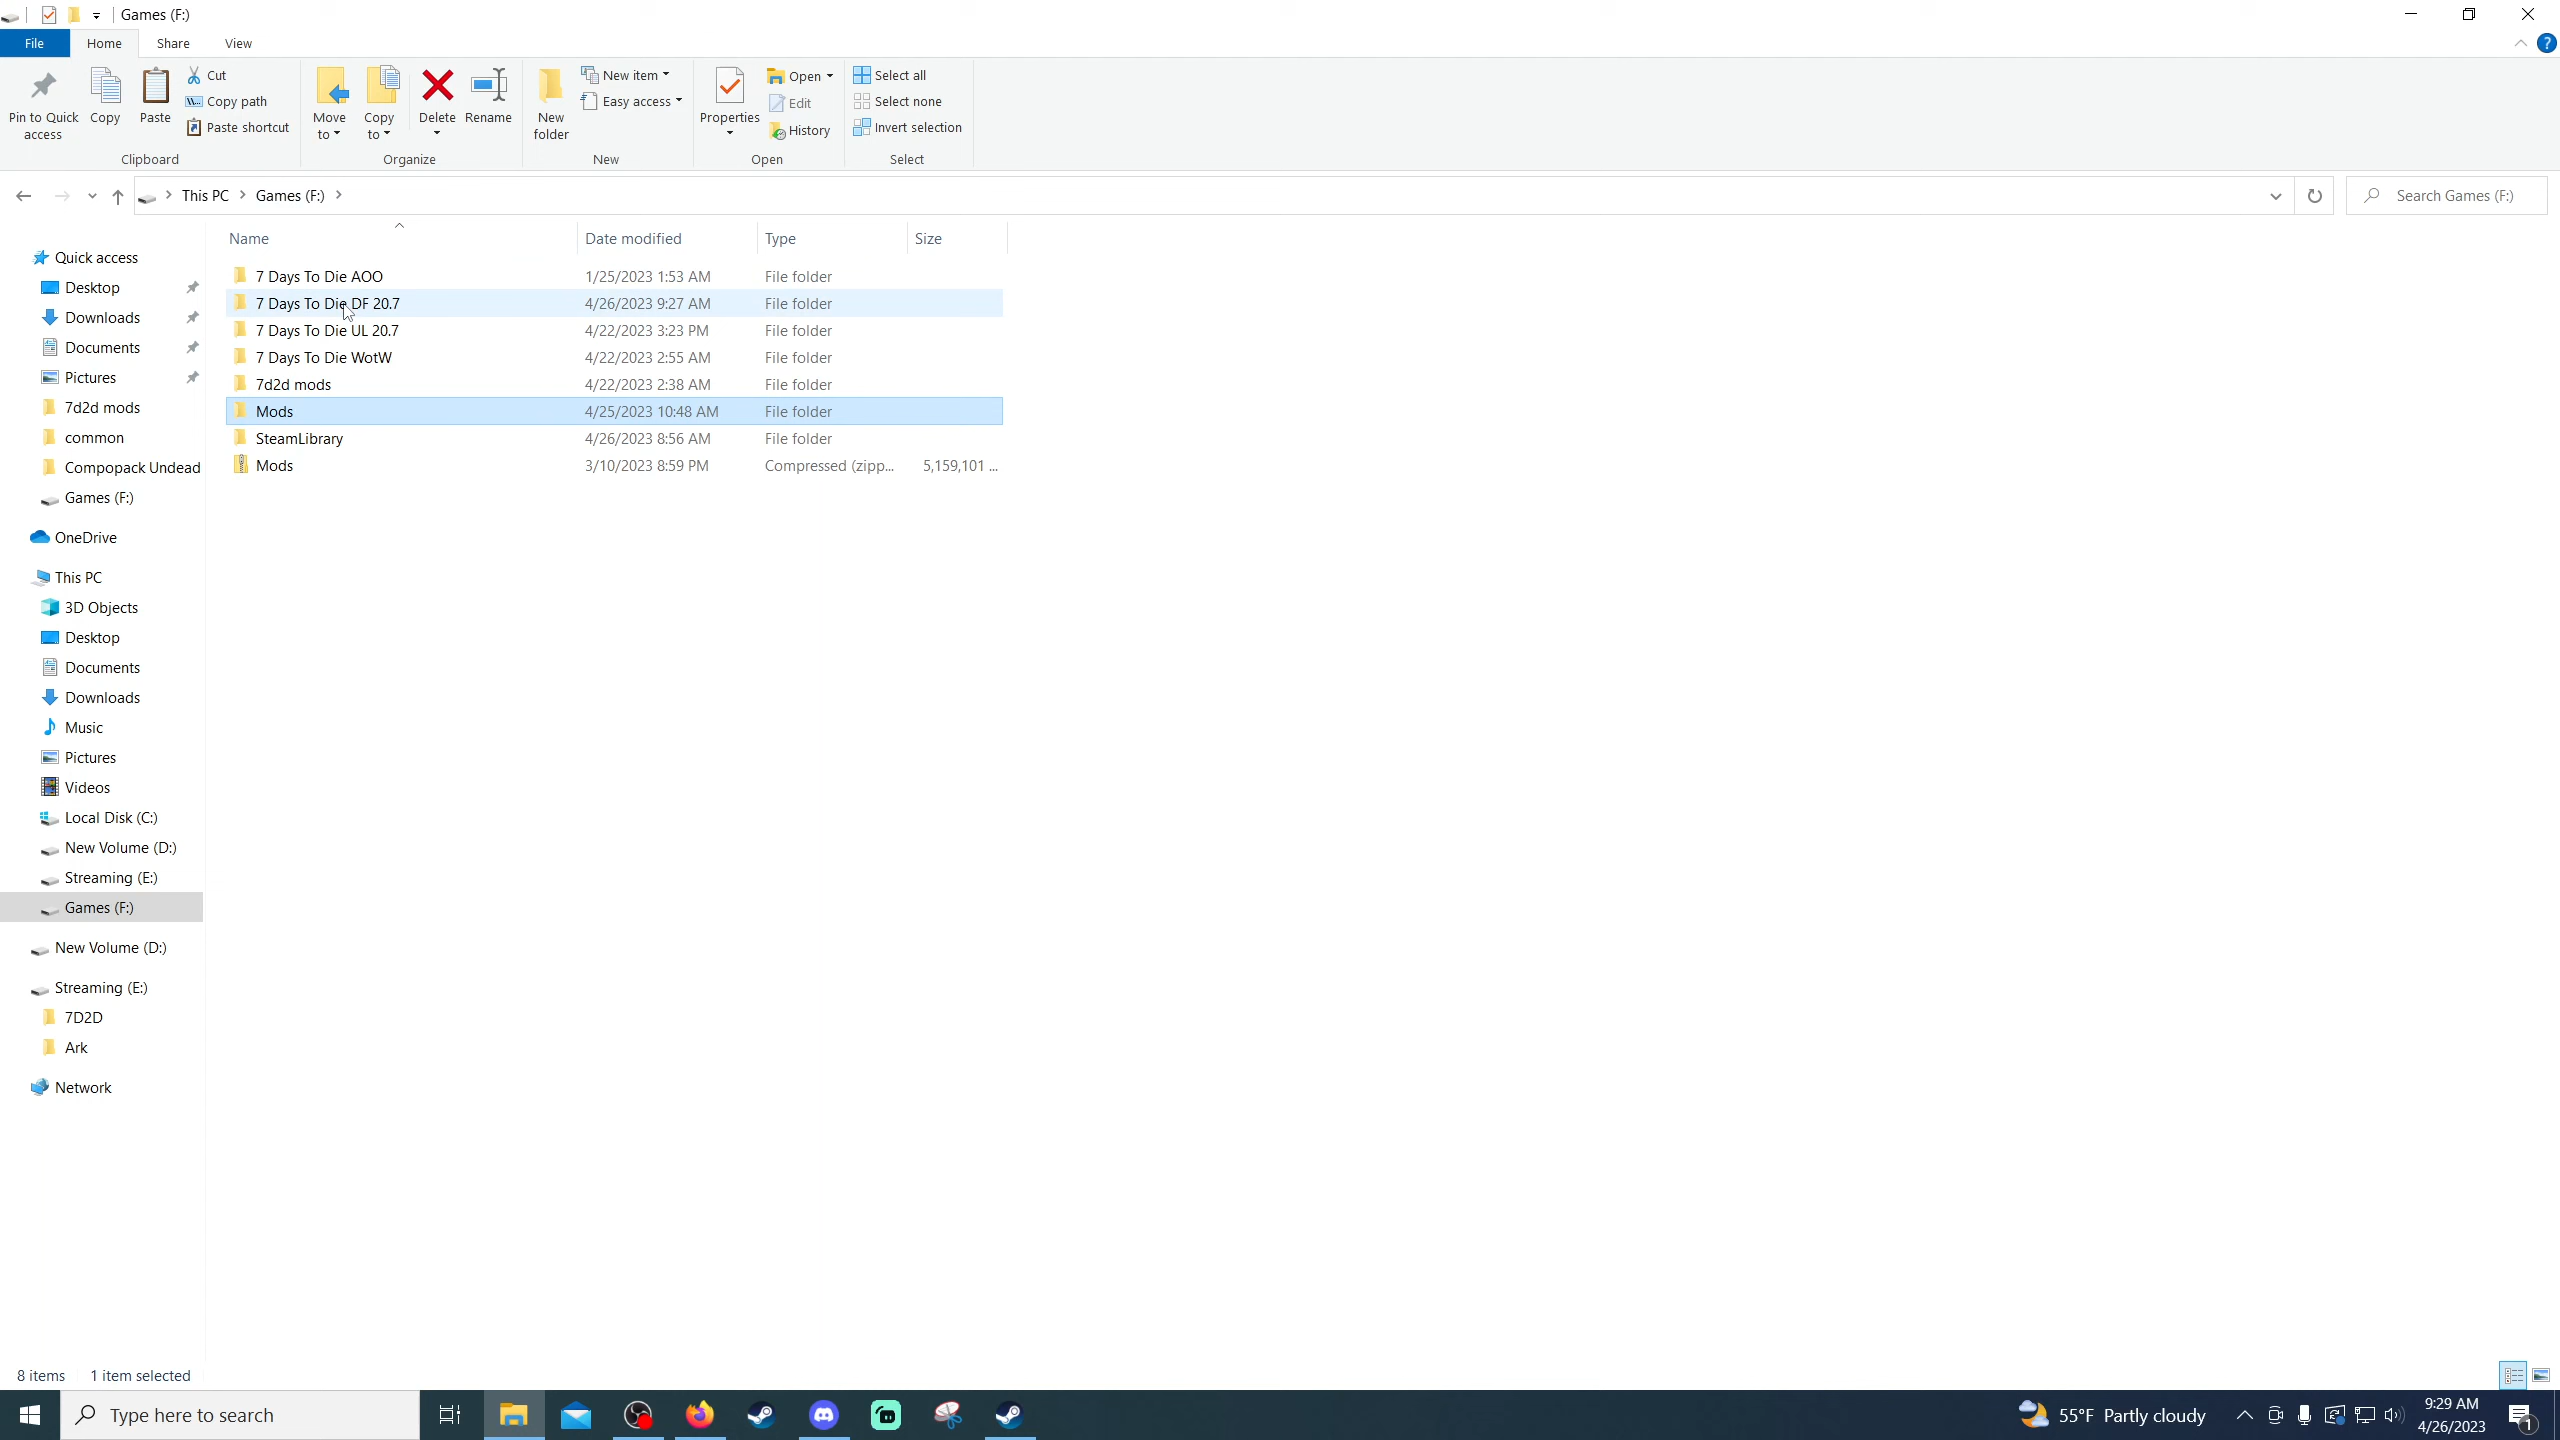 Games (F:)
File Home Share View
Pin to Quick access
Copy
Paste
Cut
Copy path
Paste shortcut
Clipboard
Move to
Copy to
Delete
Rename
Organize
New folder
New item
Easy access
New
Properties
Open
Edit
History
Open
Select all
Select none
Invert selection
Select
This PC > Games (F:) >
Search Games (F:)
Name Date modified Type Size
7 Days To Die AOO 1/25/2023 1:53 AM File folder
7 Days To Die DF 20.7 4/26/2023 9:27 AM File folder
7 Days To Die UL 20.7 4/22/2023 3:23 PM File folder
7 Days To Die WotW 4/22/2023 2:55 AM File folder
7d2d mods 4/22/2023 2:38 AM File folder
Mods 4/25/2023 10:48 AM File folder
SteamLibrary 4/26/2023 8:56 AM File folder
Mods 3/10/2023 8:59 PM Compressed (zipp... 5,159,101 ...
Quick access
Desktop
Downloads
Documents
Pictures
7d2d mods
common
Compopack Undead
Games (F:)
OneDrive
This PC
3D Objects
Desktop
Documents
Downloads
Music
Pictures
Videos
Local Disk (C:)
New Volume (D:)
Streaming (E:)
Games (F:)
New Volume (D:)
Streaming (E:)
7D2D
Ark
Network
8 items 1 item selected
Type here to search
55°F Partly cloudy
9:29 AM
4/26/2023
1